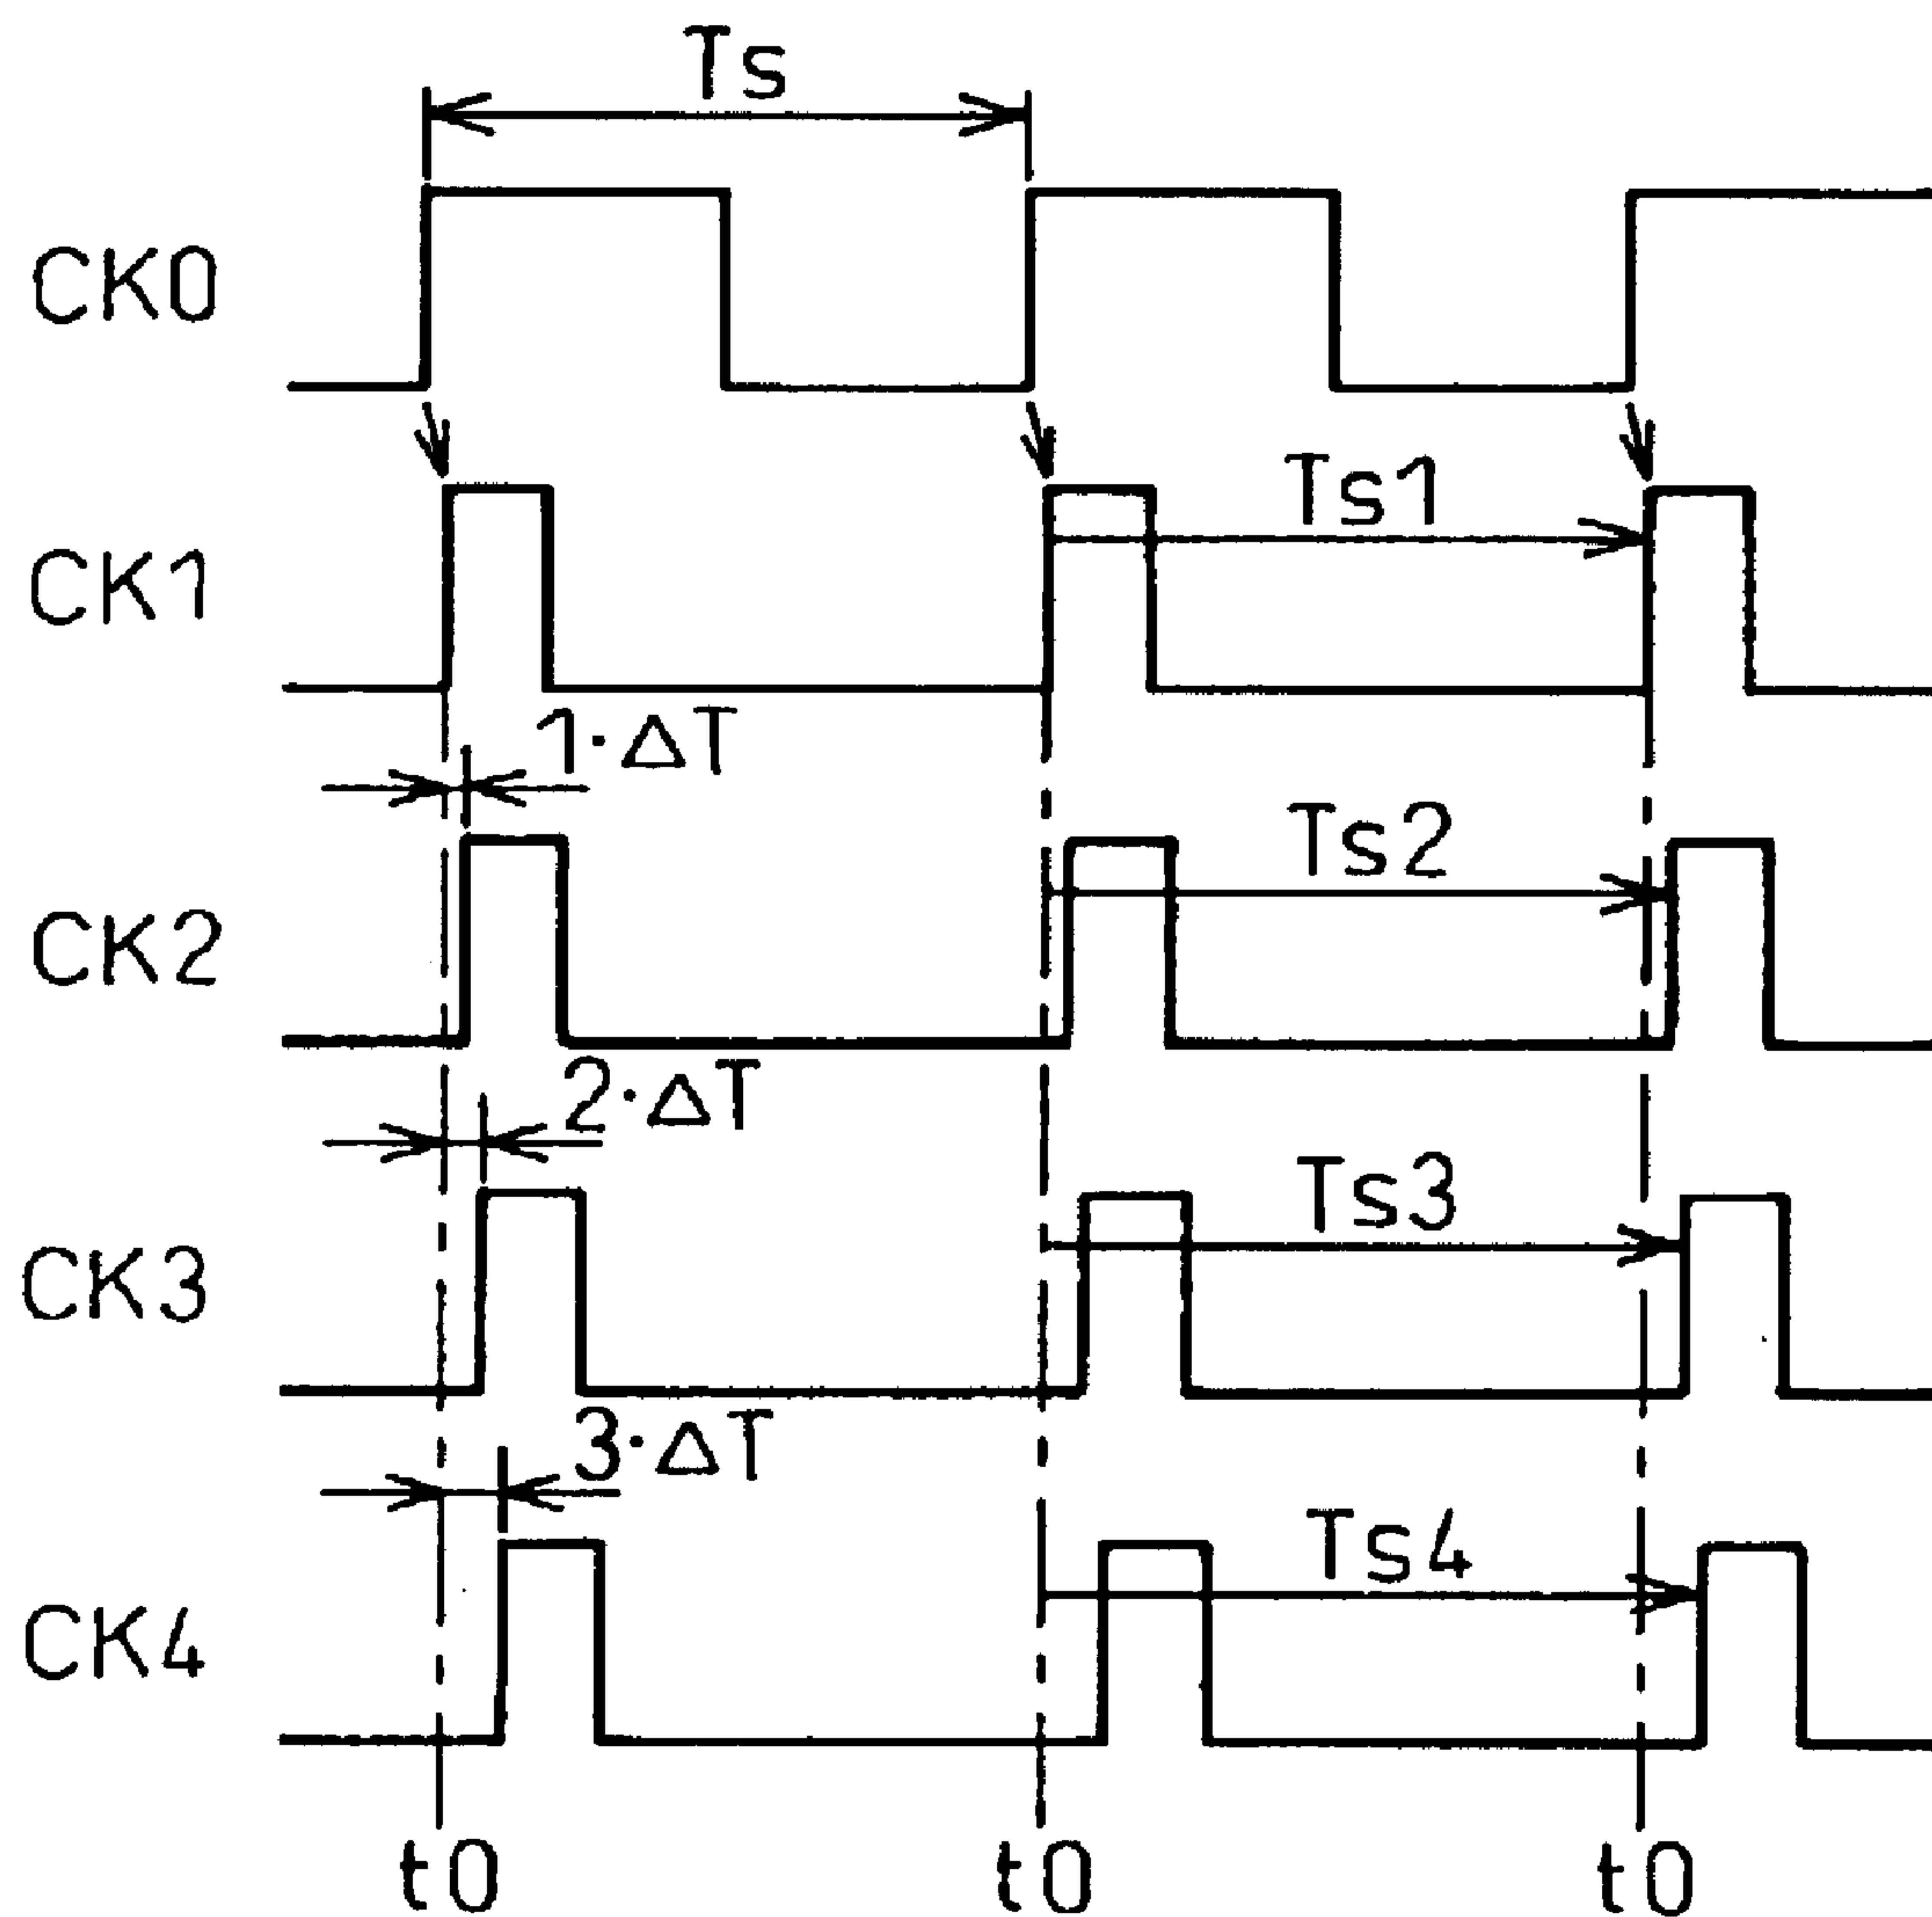 Ts
CK0
Ts1
CK1
1·ΔT
Ts2
CK2
2·ΔT
Ts3
CK3
3·ΔT
Ts4
CK4
t0 t0 t0